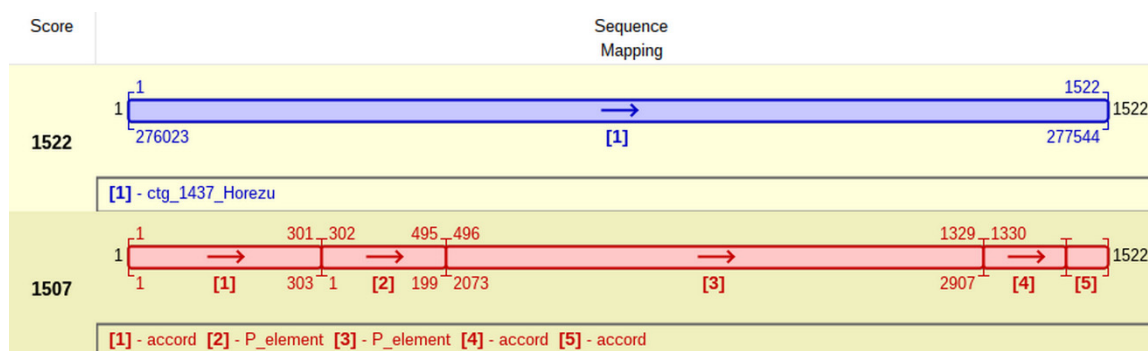 Score Sequence
Mapping
1 1522
1 1522
1522 276023 [1] 277544
[1] - ctg_1437_Horezu
1 301 302 495 496 1329 1330
1 1522
1507 1 [1] 303 1 [2] 199 2073 [3] 2907 [4] [5]
[1] - accord [2] - P_element [3] - P_element [4] - accord [5] - accord